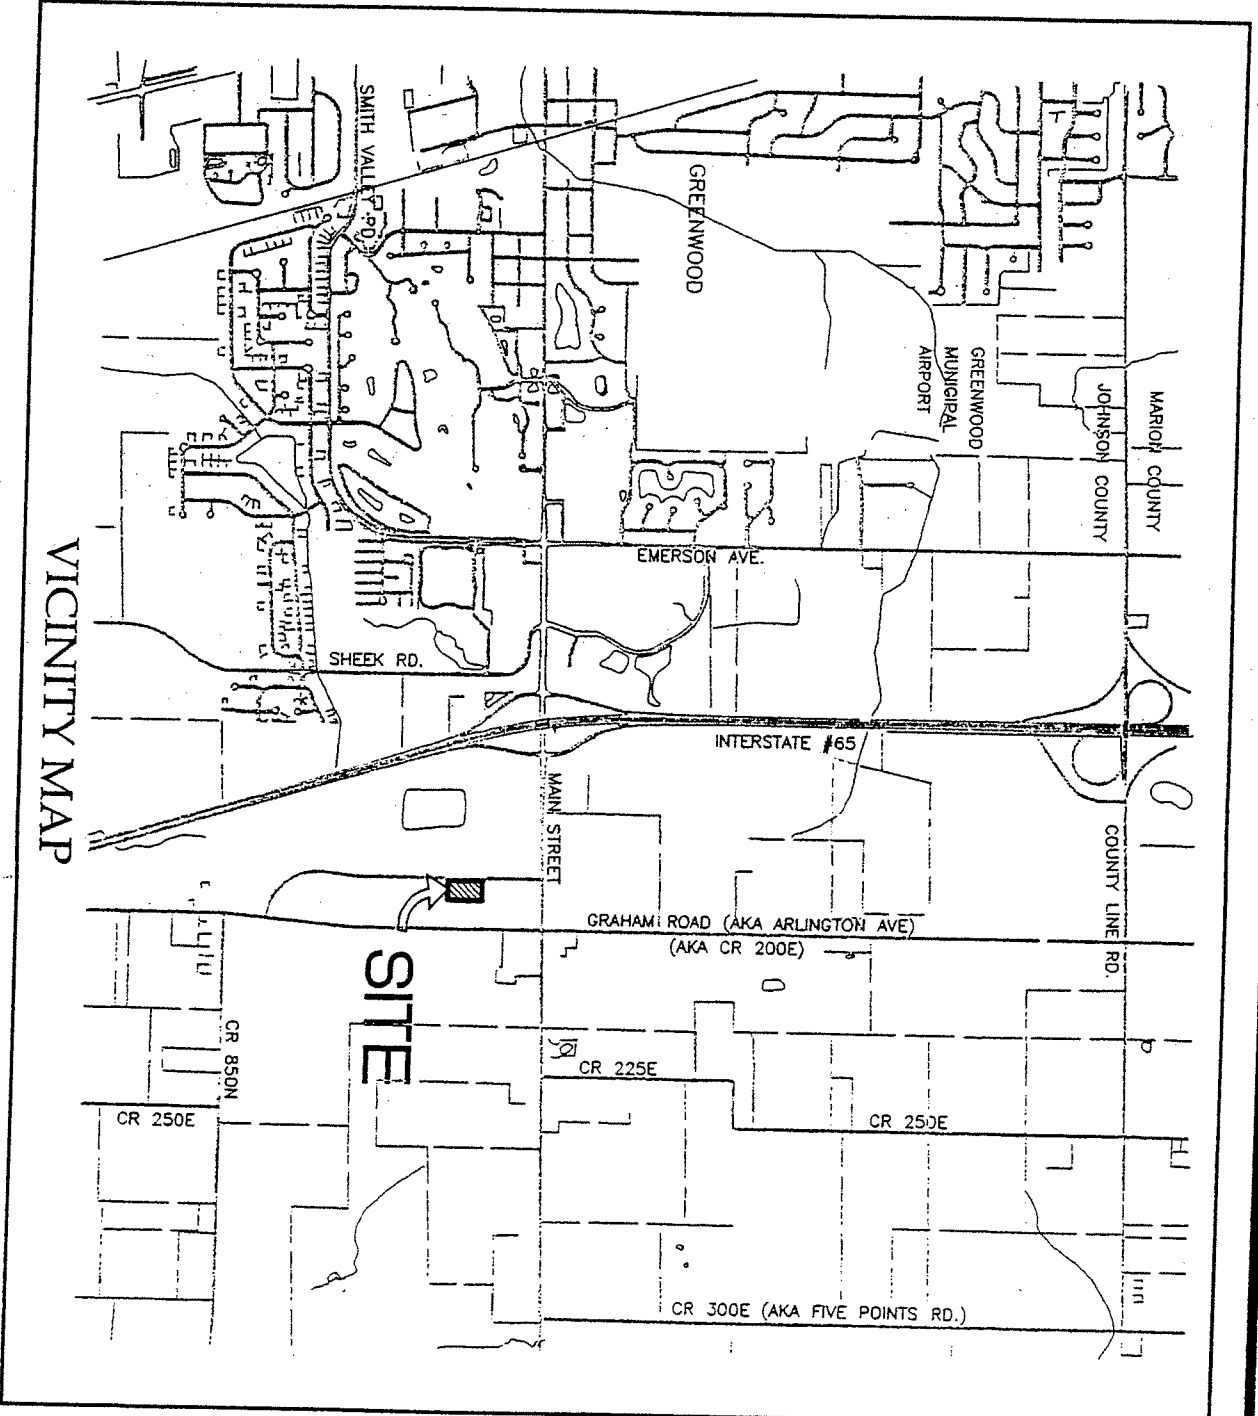 MARION COUNTY
JOHNSON COUNTY
COUNTY LINE RD.
GREENWOOD
MUNICIPAL
AIRPORT
GREENWOOD
SMITH VALLEY RD.
MAIN STREET
CR 850N
EMERSON AVE.
SHEEK RD.
INTERSTATE #65
GRAHAM ROAD (AKA ARLINGTON AVE)
(AKA CR 200E)
CR 225E
CR 250E
CR 250E
CR 300E (AKA FIVE POINTS RD.)
SITE
VICINITY MAP